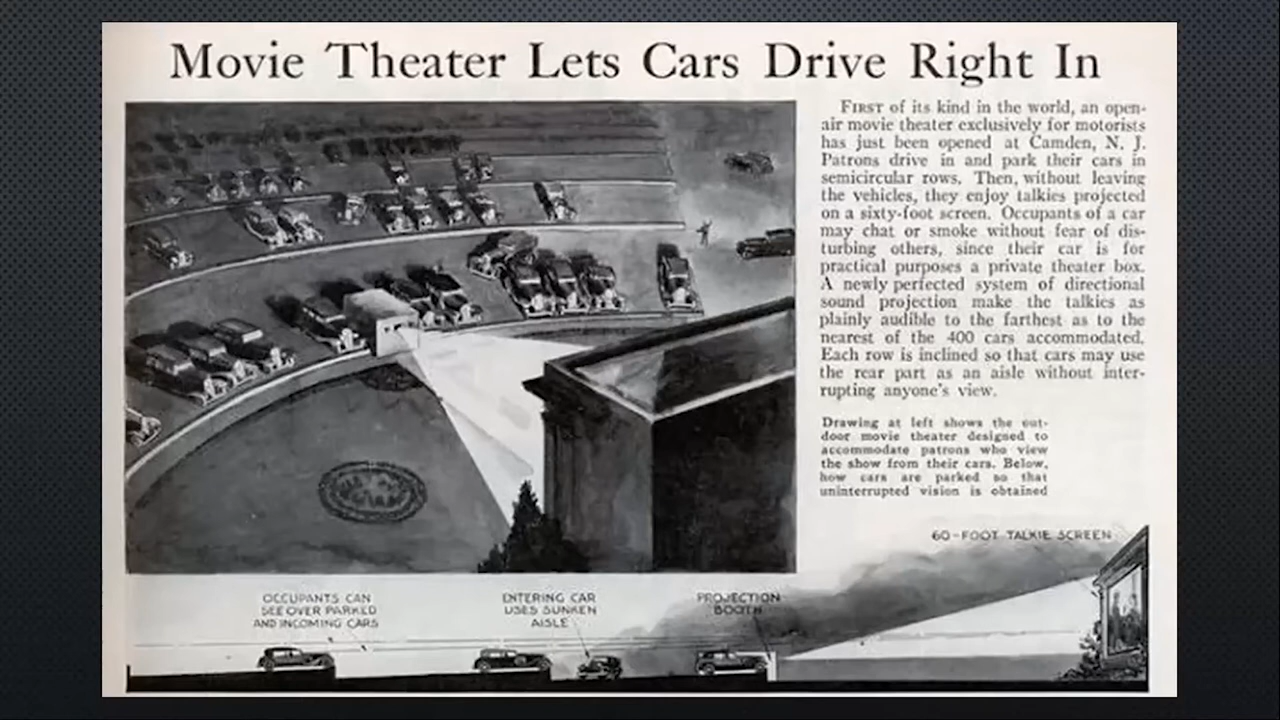 Movie Theater Lets Cars Drive Right In
FIRST of its kind in the world, an open-
air movie theater exclusively for motorists
has just been opened at Camden, N. J.
Patrons drive in and park their cars in
semicircular rows. Then, without leaving
the vehicles, they enjoy talkies projected
on a sixty-foot screen. Occupants of a car
may chat or smoke without fear of dis-
turbing others, since their car is for
practical purposes a private theater box.
A newly perfected system of directional
sound projection make the talkies as
plainly audible to the farthest as to the
nearest of the 400 cars accommodated.
Each row is inclined so that cars may use
the rear part as an aisle without inter-
rupting anyone's view.
Drawing at left shows the out-
door movie theater designed to
accommodate patrons who view
the show from their cars. Below,
how cars are parked so that
uninterrupted vision is obtained
60-FOOT TALKIE SCREEN
OCCUPANTS CAN
SEE OVER PARKED
AND INCOMING CARS
ENTERING CAR
USES SUNKEN
AISLE
PROJECTION
BOOTH